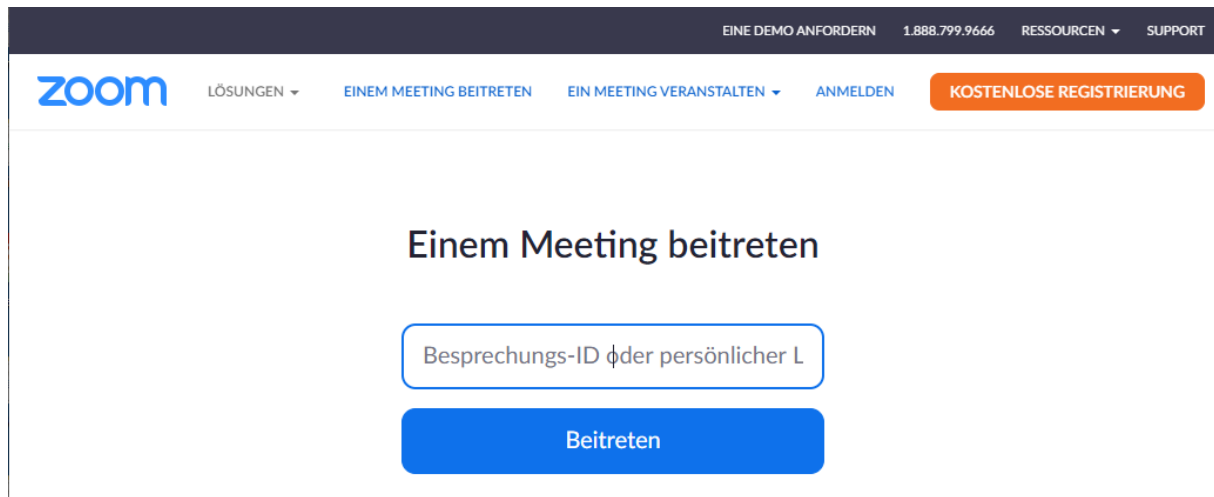 EINE DEMO ANFORDERN 1.888.799.9666 RESSOURCEN SUPPORT
zoom LÖSUNGEN EINEM MEETING BEITRETEN EIN MEETING VERANSTALTEN ANMELDEN KOSTENLOSE REGISTRIERUNG
Einem Meeting beitreten
Besprechungs-ID oder persönlicher L
Beitreten